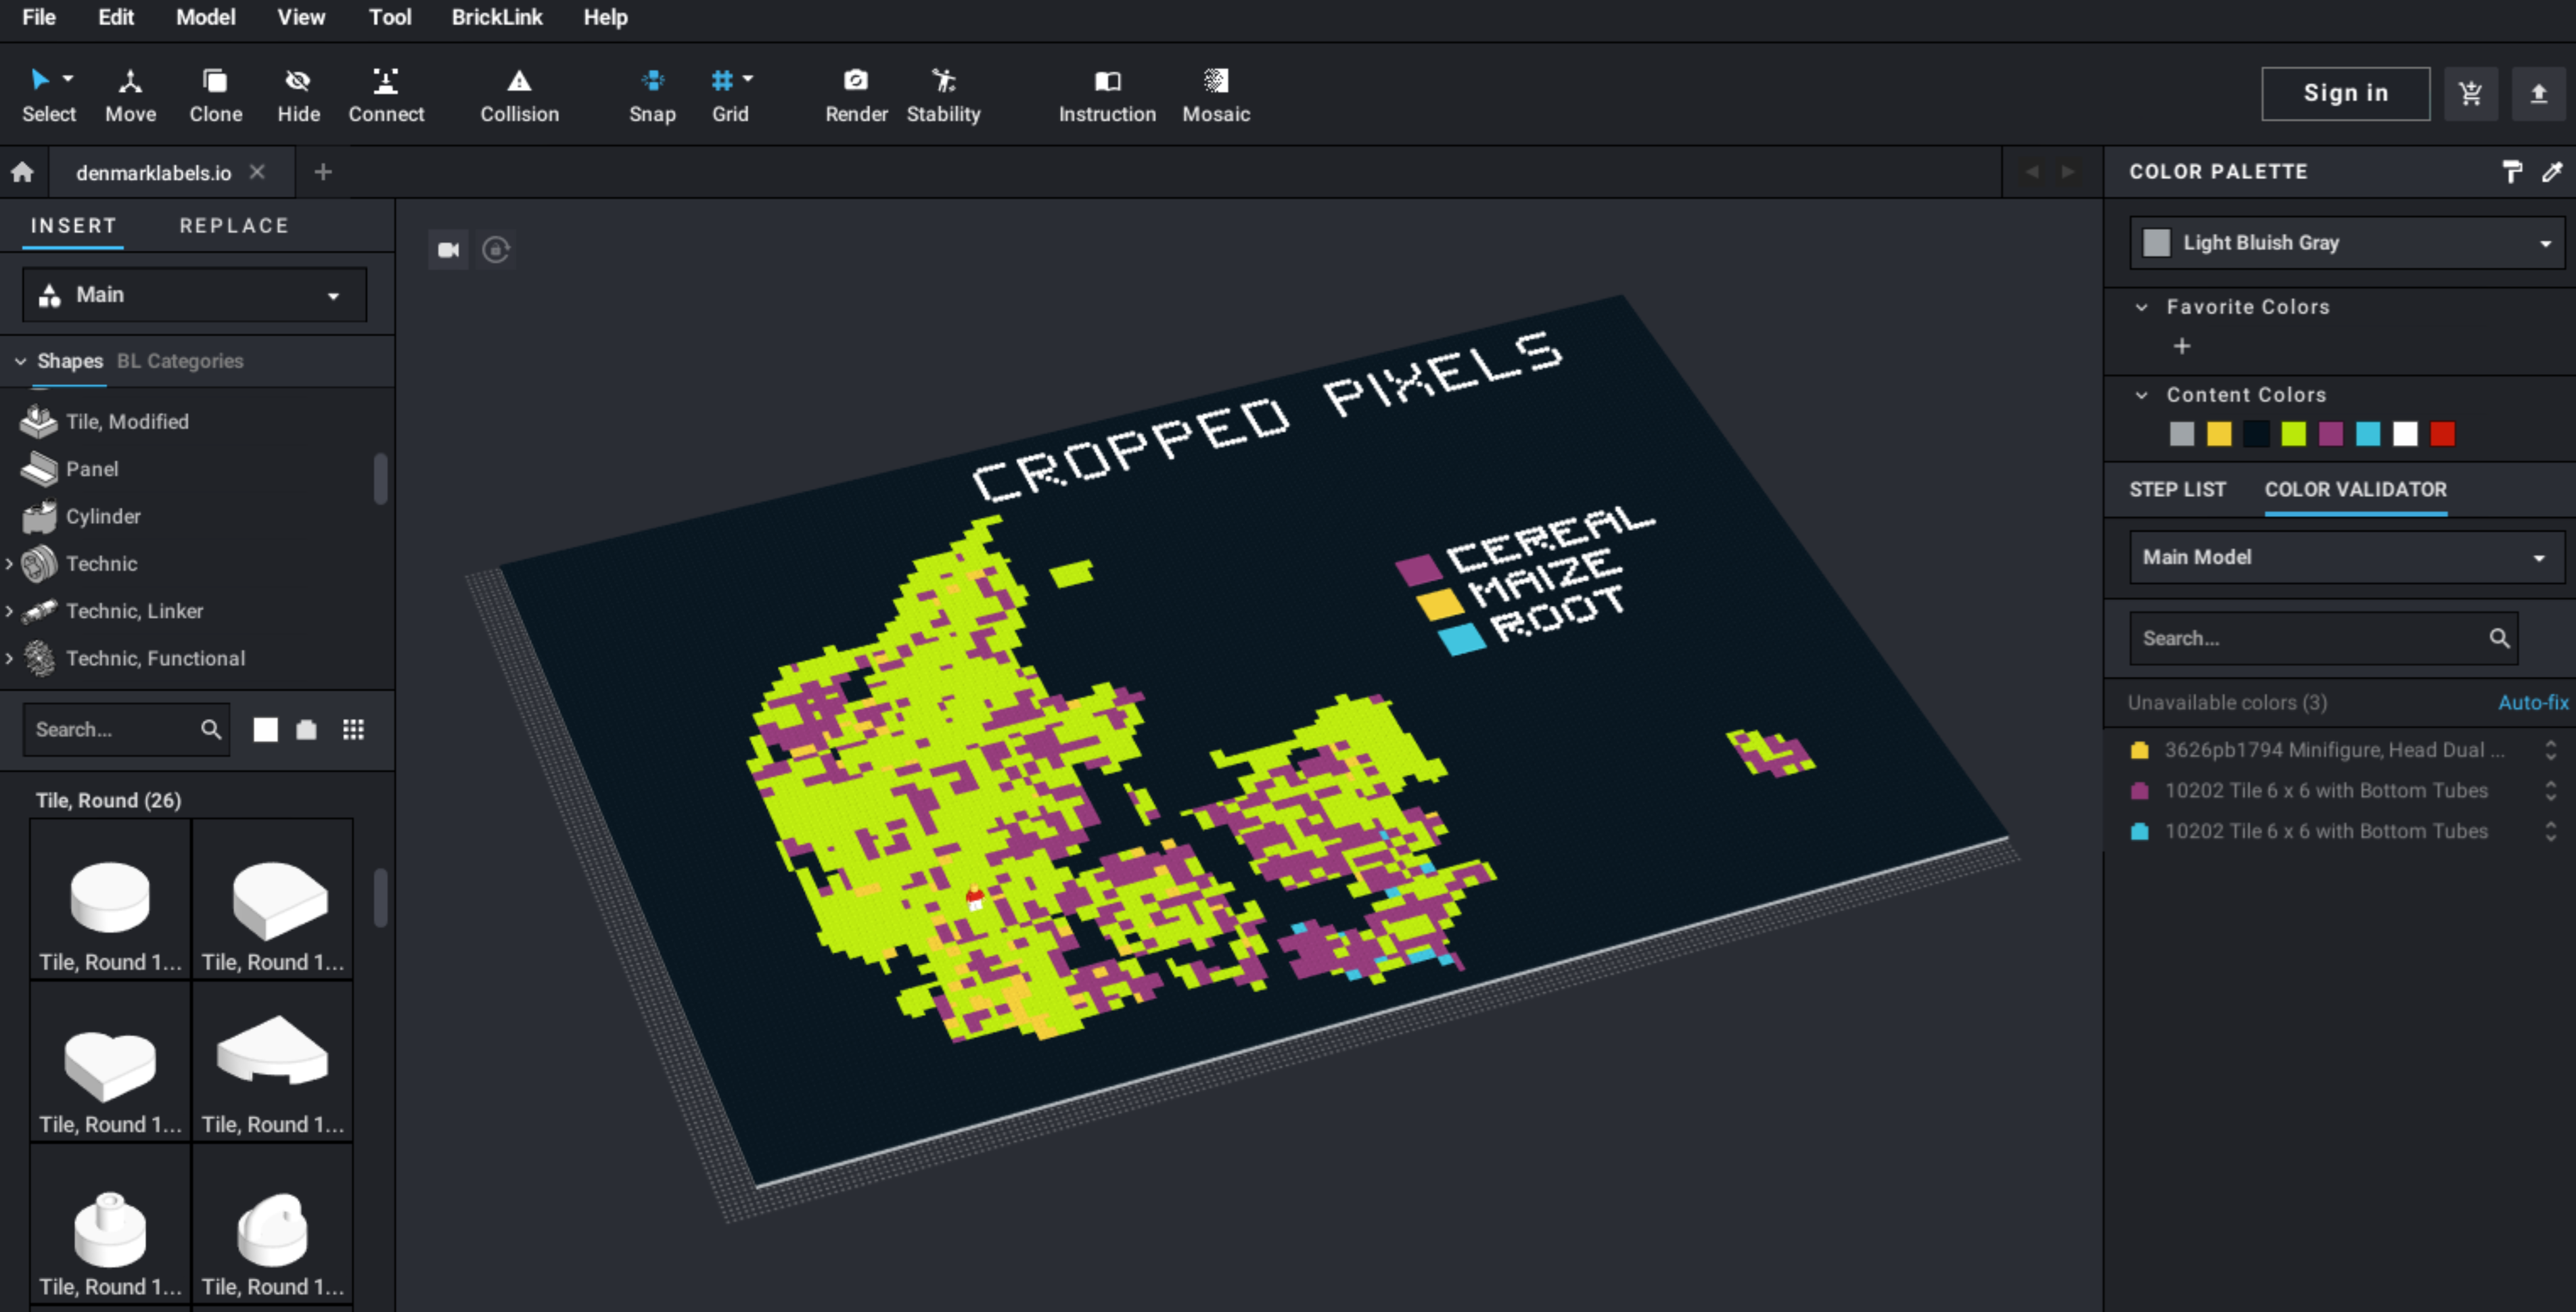 File Edit Model View Tool BrickLink Help
Select Move Clone Hide Connect Collision Snap Grid Render Stability Instruction Mosaic Sign in
denmarklabels.io
INSERT REPLACE
Main
Shapes BL Categories
Tile, Modified
Panel
Cylinder
Technic
Technic, Linker
Technic, Functional
Search...
Tile, Round (26)
Tile, Round 1... Tile, Round 1...
Tile, Round 1... Tile, Round 1...
Tile, Round 1... Tile, Round 1...
CROPPED PIXELS
CEREAL
MAIZE
ROOT
COLOR PALETTE
Light Bluish Gray
Favorite Colors
Content Colors
STEP LIST COLOR VALIDATOR
Main Model
Search...
Unavailable colors (3) Auto-fix
3626pb1794 Minifigure, Head Dual ...
10202 Tile 6 x 6 with Bottom Tubes
10202 Tile 6 x 6 with Bottom Tubes